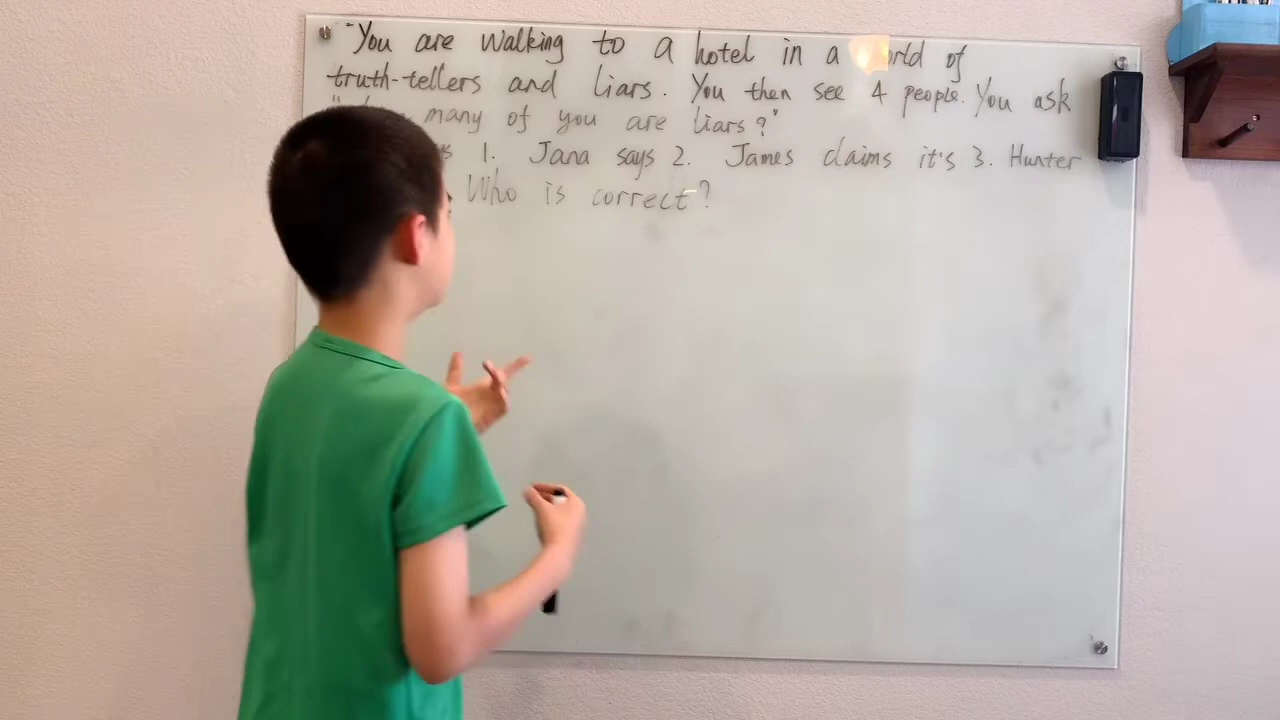 "You are walking to a hotel in a world of
truth-tellers and liars. You then see 4 people. You ask
many of you are liars?"
1. Jana says 2. James claims it's 3. Hunter
Who is correct?